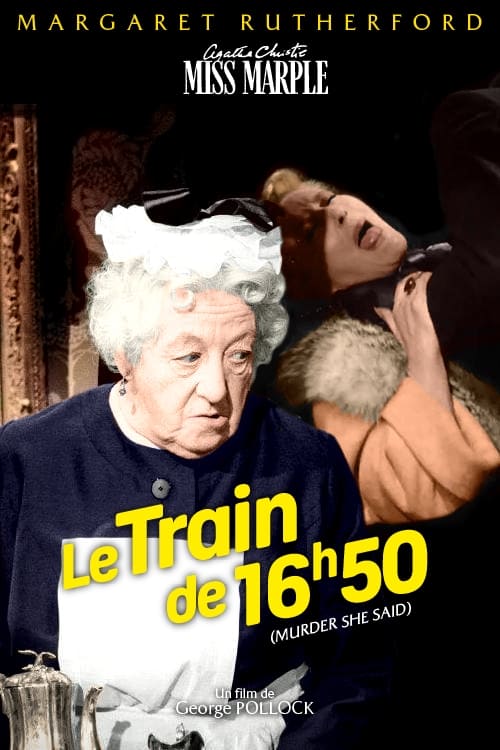 MARGARET RUTHERFORD
Agatha Christie
MISS MARPLE
Le Train
de 16h50
(MURDER SHE SAID)
Un film de
George POLLOCK